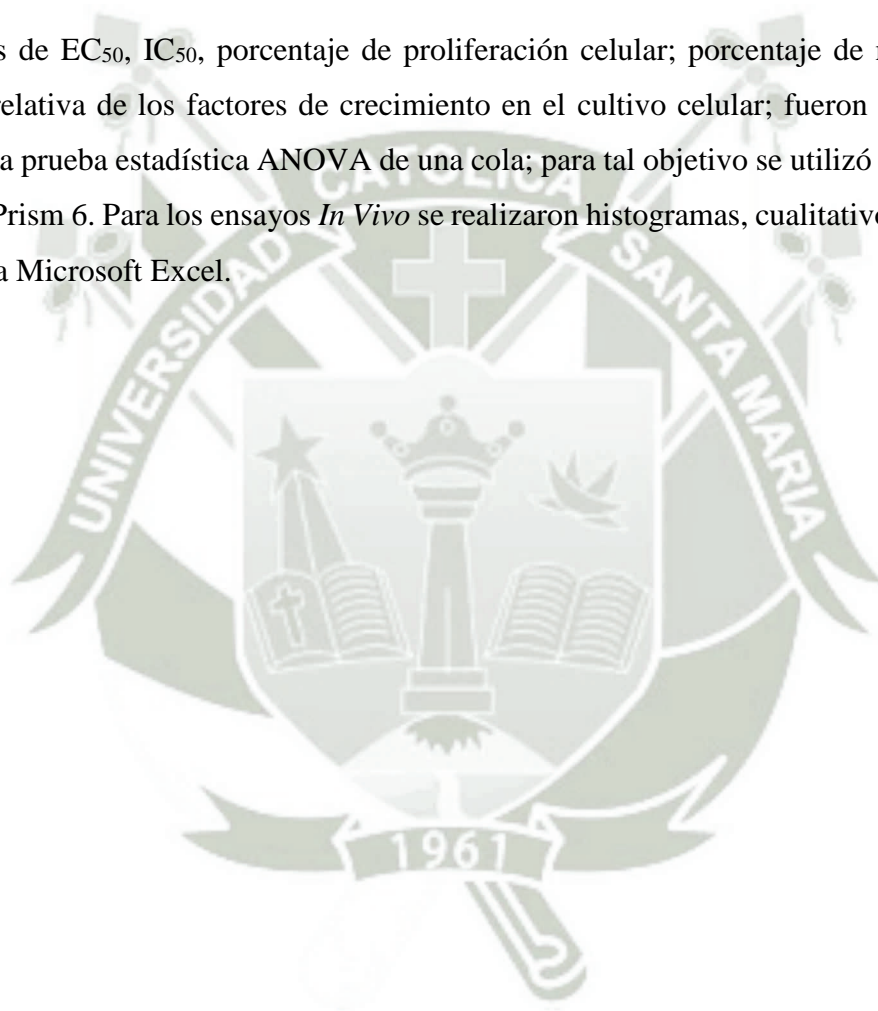 s de EC50, IC50, porcentaje de proliferación celular; porcentaje de
relativa de los factores de crecimiento en el cultivo celular; fueron
a prueba estadística ANOVA de una cola; para tal objetivo se utilizó
Prism 6. Para los ensayos In Vivo se realizaron histogramas, cualitativo
a Microsoft Excel.
UNIVERSIDAD CATOLICA SANTA MARIA
1961